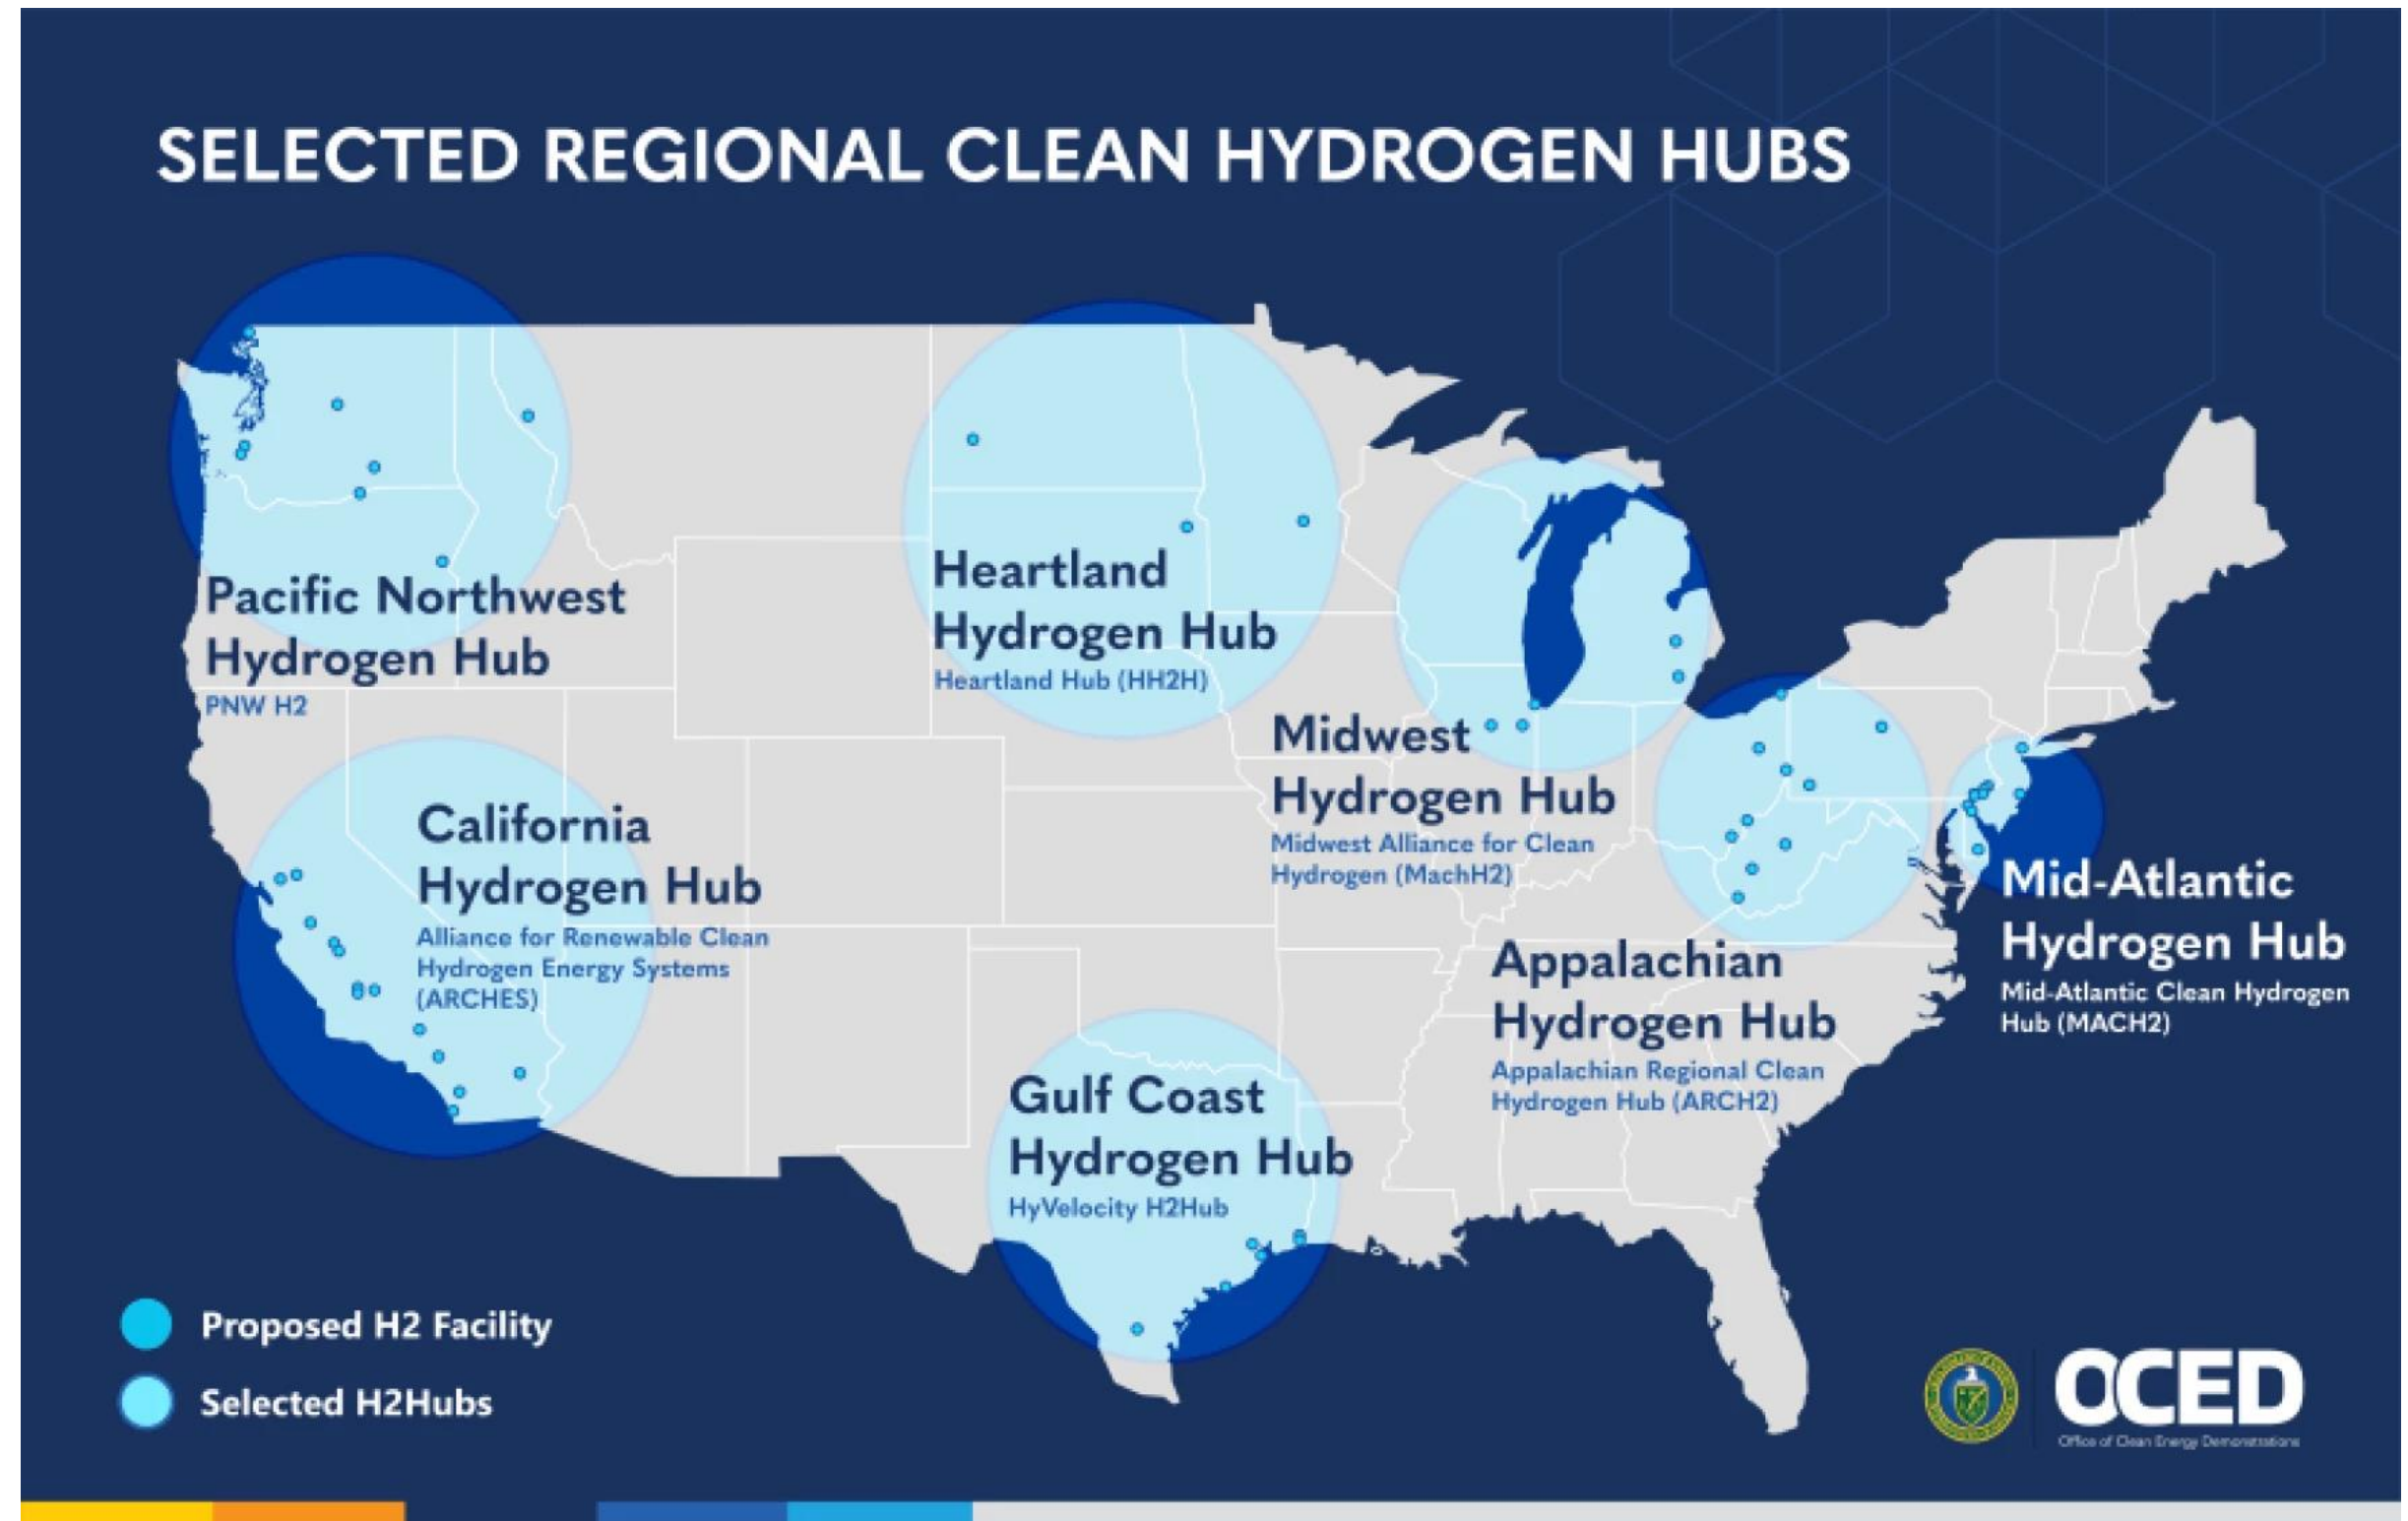 SELECTED REGIONAL CLEAN HYDROGEN HUBS
Pacific Northwest
Hydrogen Hub
PNW H2
Heartland
Hydrogen Hub
Heartland Hub (HH2H)
Midwest
Hydrogen Hub
Midwest Alliance for Clean
Hydrogen (MachH2)
California
Hydrogen Hub
Alliance for Renewable Clean
Hydrogen Energy Systems
(ARCHES)
Mid-Atlantic
Hydrogen Hub
Mid-Atlantic Clean Hydrogen
Hub (MACH2)
Appalachian
Hydrogen Hub
Appalachian Regional Clean
Hydrogen Hub (ARCH2)
Gulf Coast
Hydrogen Hub
HyVelocity H2Hub
Proposed H2 Facility
Selected H2Hubs
OCED
Office of Clean Energy Demonstrations